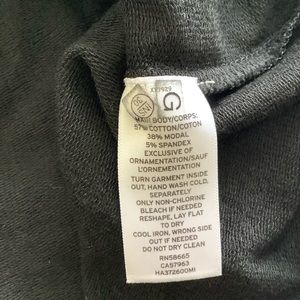 G
MAIN BODY/CORPS:
57% COTTON/COTON
38% MODAL
5% SPANDEX
EXCLUSIVE OF
ORNAMENTATION/SAUF
L'ORNEMENTATION
TURN GARMENT INSIDE
OUT, HAND WASH COLD,
SEPARATELY
ONLY NON-CHLORINE
BLEACH IF NEEDED
RESHAPE, LAY FLAT
TO DRY
COOL IRON, WRONG SIDE
OUT IF NEEDED
DO NOT DRY CLEAN
RN58665
CA57963
HA372600MI